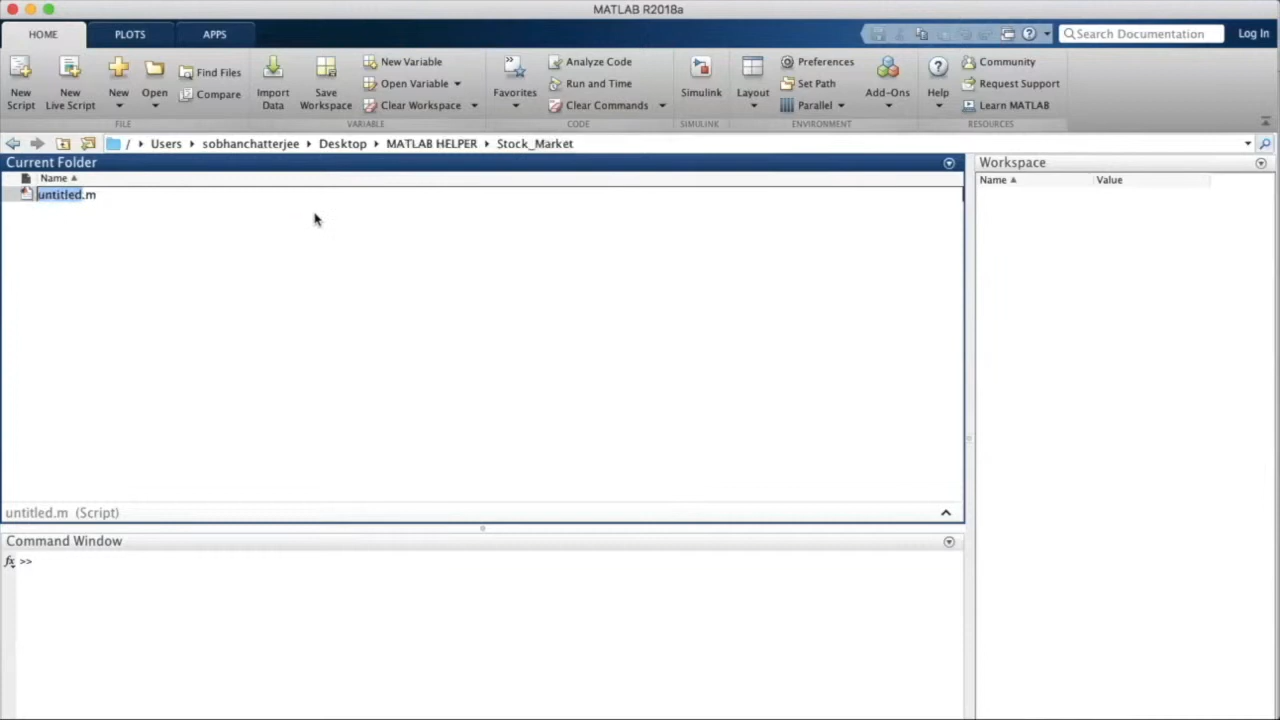 MATLAB R2018a
HOME PLOTS APPS Search Documentation Log In
New Script New Live Script New Open Find Files Compare Import Data Save Workspace New Variable Open Variable Clear Workspace Favorites Analyze Code Run and Time Clear Commands Simulink Layout Preferences Set Path Parallel Add-Ons Help Community Request Support Learn MATLAB
FILE VARIABLE CODE SIMULINK ENVIRONMENT RESOURCES
/ Users sobhanchatterjee Desktop MATLAB HELPER Stock_Market
Current Folder Workspace
Name Name Value
untitled.m
untitled.m (Script)
Command Window
fx >>